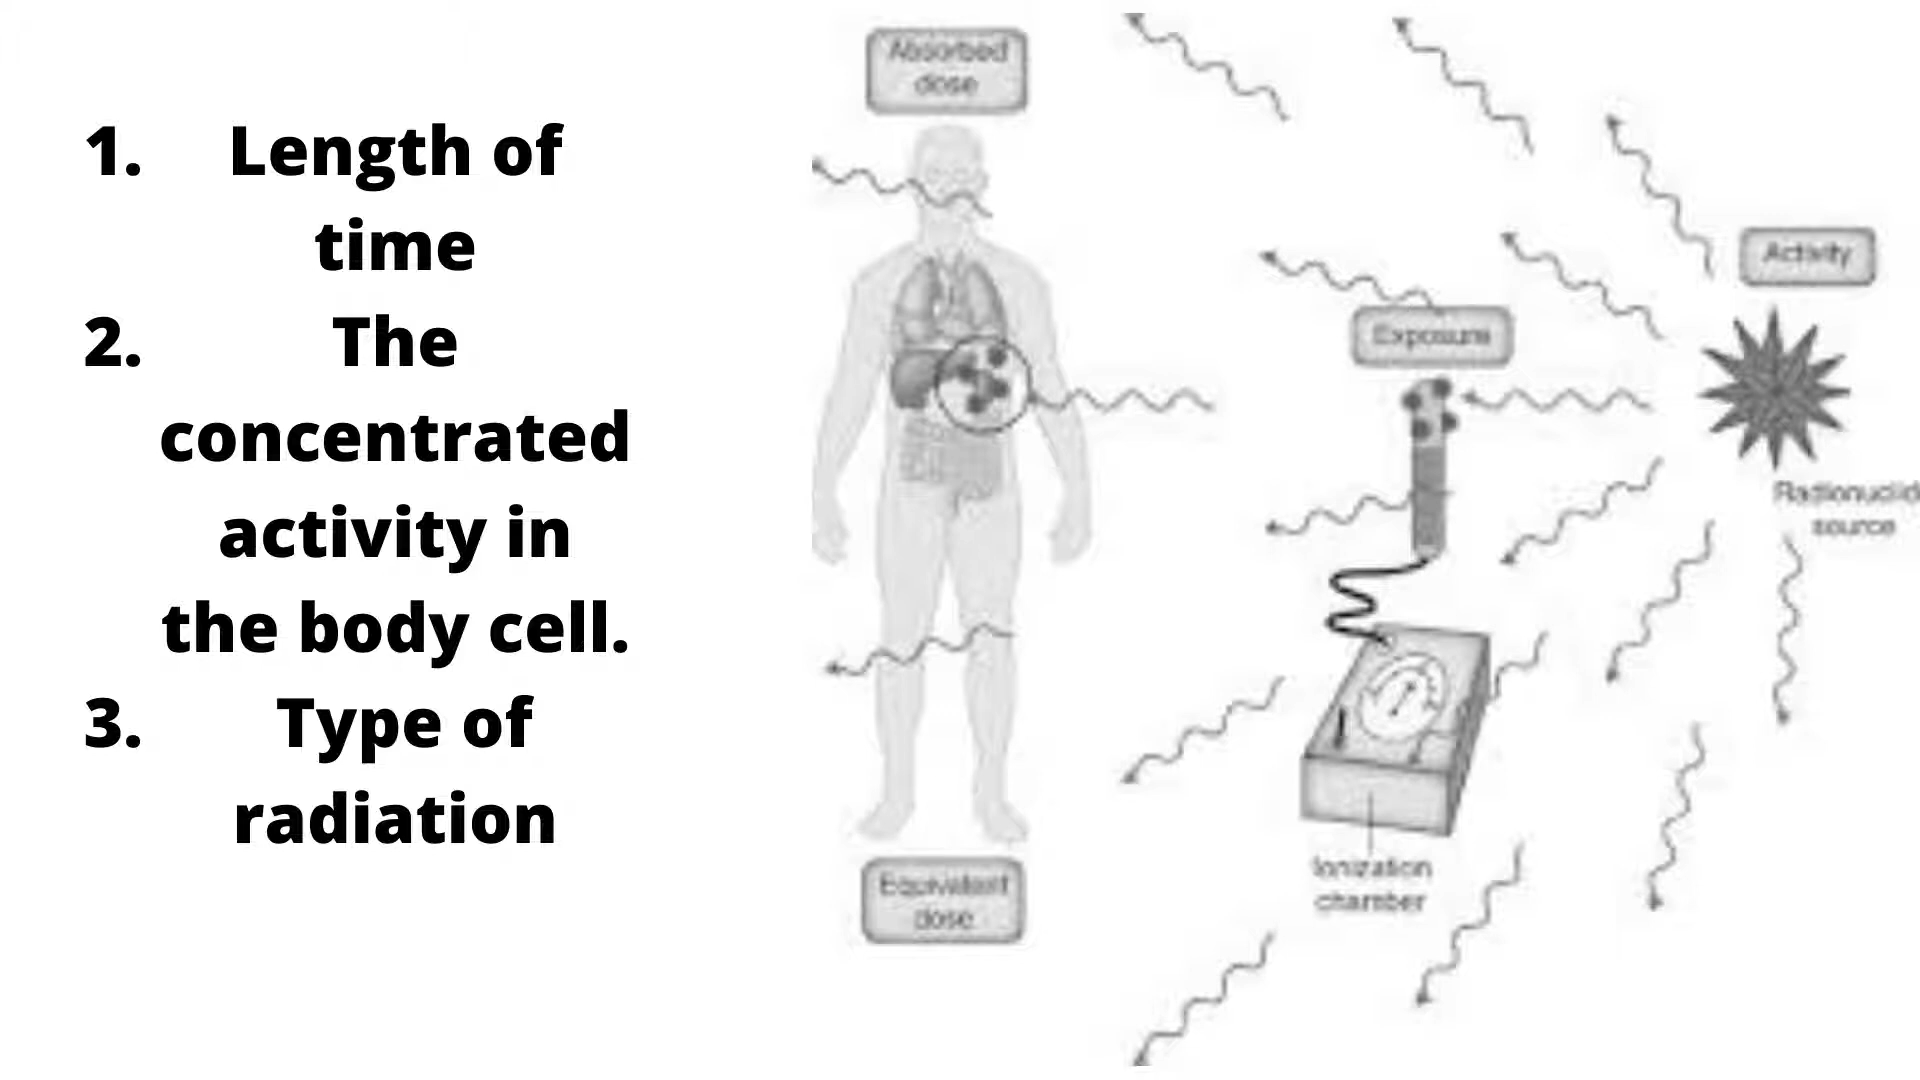 1. Length of
time
2. The
concentrated
activity in
the body cell.
3. Type of
radiation
Absorbed
dose
Activity
Exposure
Radionuclid
source
Ionization
chamber
Equivalent
dose